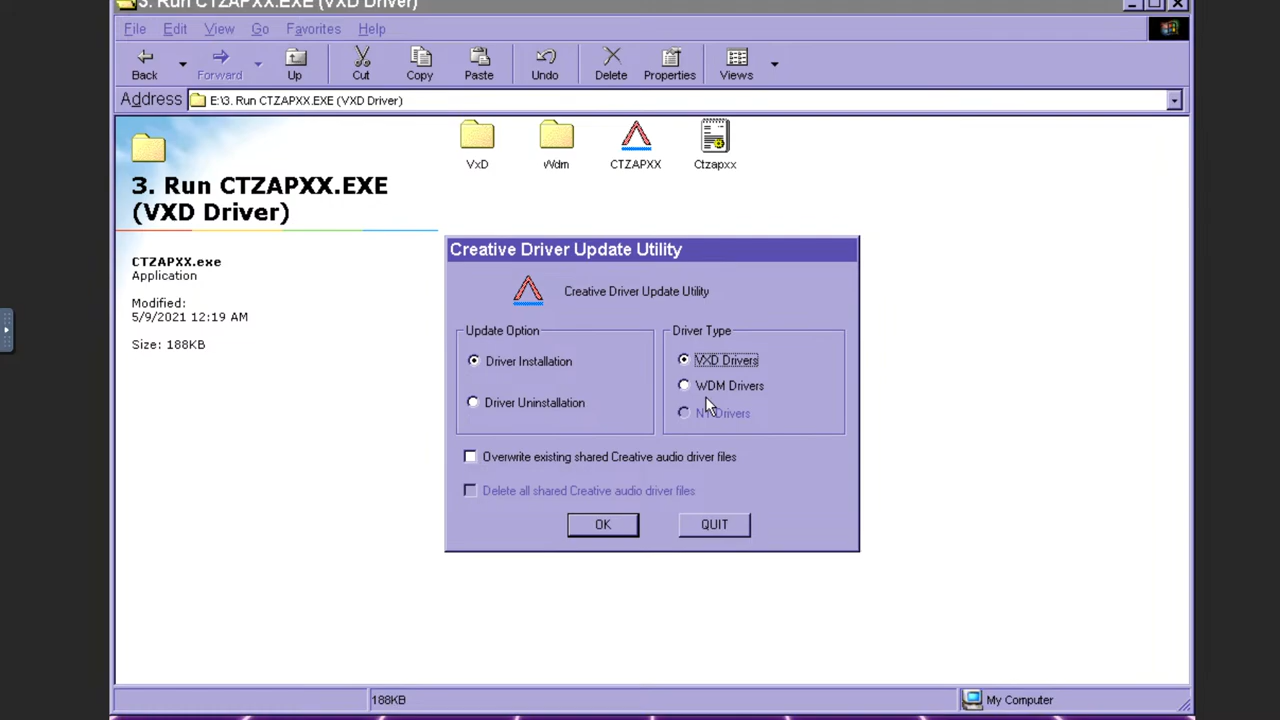 3. Run CTZAPXX.EXE (VXD Driver)
File Edit View Go Favorites Help
Back Forward Up Cut Copy Paste Undo Delete Properties Views
Address E:\3. Run CTZAPXX.EXE (VXD Driver)
VxD Wdm CTZAPXX Ctzapxx
3. Run CTZAPXX.EXE
(VXD Driver)
CTZAPXX.exe
Application
Modified:
5/9/2021 12:19 AM
Size: 188KB
Creative Driver Update Utility
Creative Driver Update Utility
Update Option
Driver Installation
Driver Uninstallation
Driver Type
VXD Drivers
WDM Drivers
NT Drivers
Overwrite existing shared Creative audio driver files
Delete all shared Creative audio driver files
OK QUIT
188KB My Computer